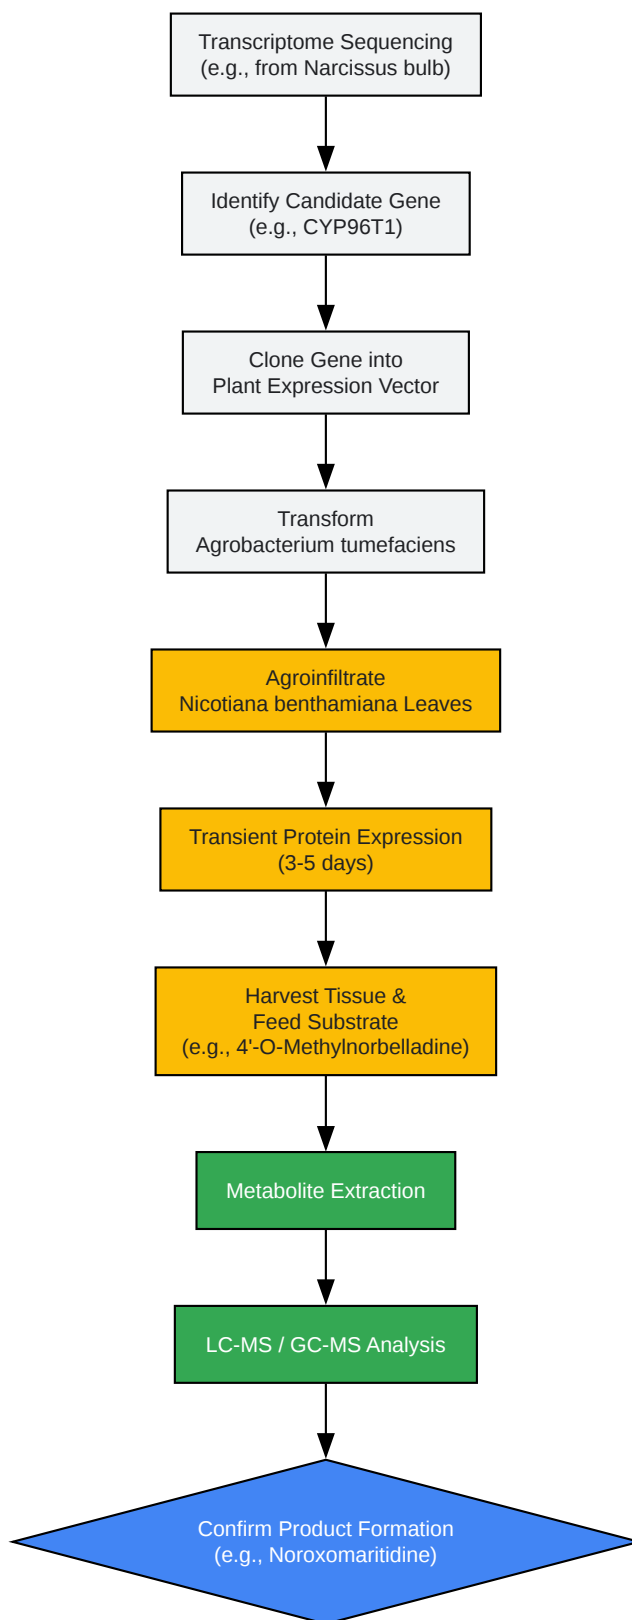 Transcriptome Sequencing
(e.g., from Narcissus bulb)
Identify Candidate Gene
(e.g., CYP96T1)
Clone Gene into
Plant Expression Vector
Transform
Agrobacterium tumefaciens
Agroinfiltrate
Nicotiana benthamiana Leaves
Transient Protein Expression
(3-5 days)
Harvest Tissue &
Feed Substrate
(e.g., 4'-O-Methylnorbelladine)
Metabolite Extraction
LC-MS / GC-MS Analysis
Confirm Product Formation
(e.g., Noroxomaritidine)